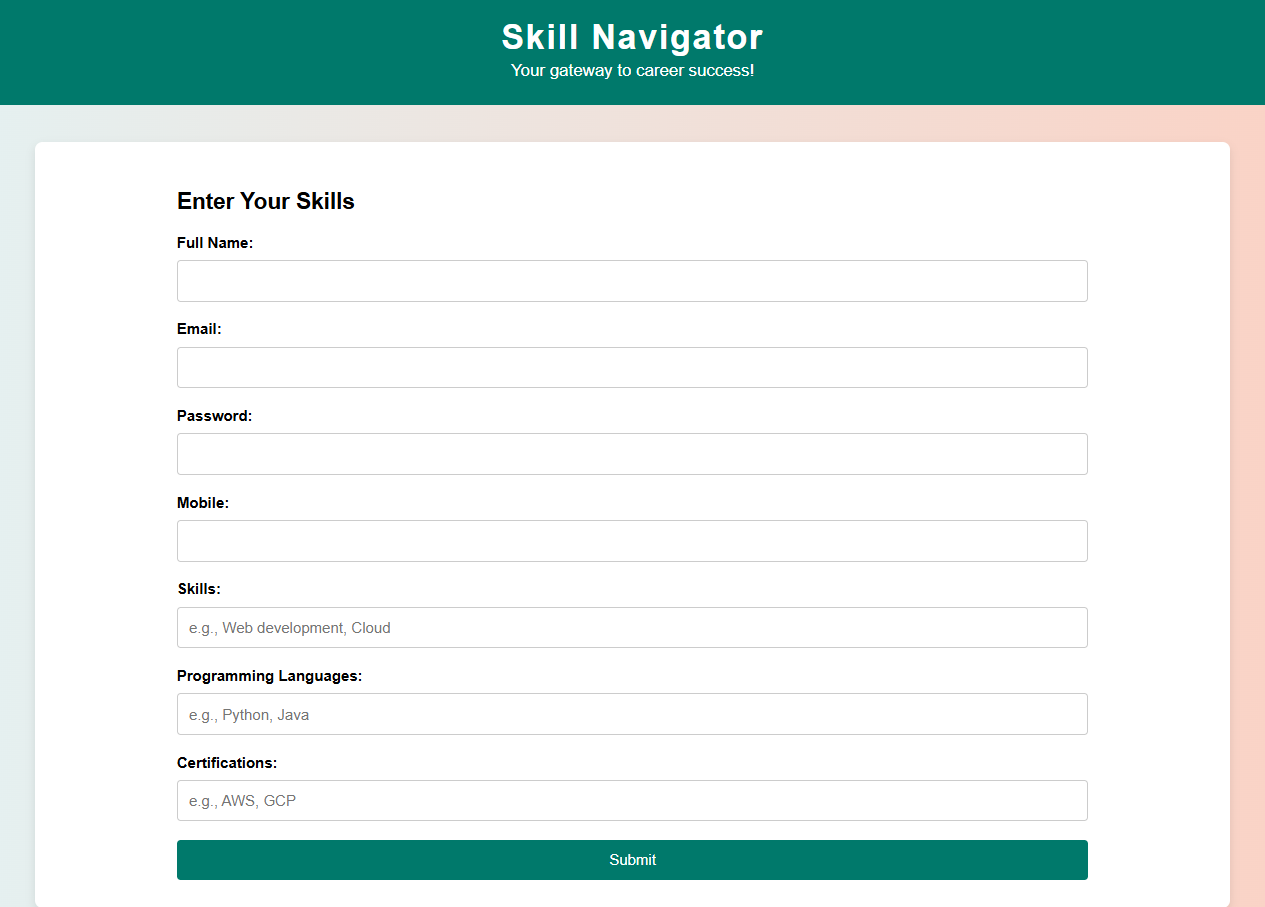 Skill Navigator
Your gateway to career success!
Enter Your Skills
Full Name:
Email:
Password:
Mobile:
Skills:
e.g., Web development, Cloud
Programming Languages:
e.g., Python, Java
Certifications:
e.g., AWS, GCP
Submit